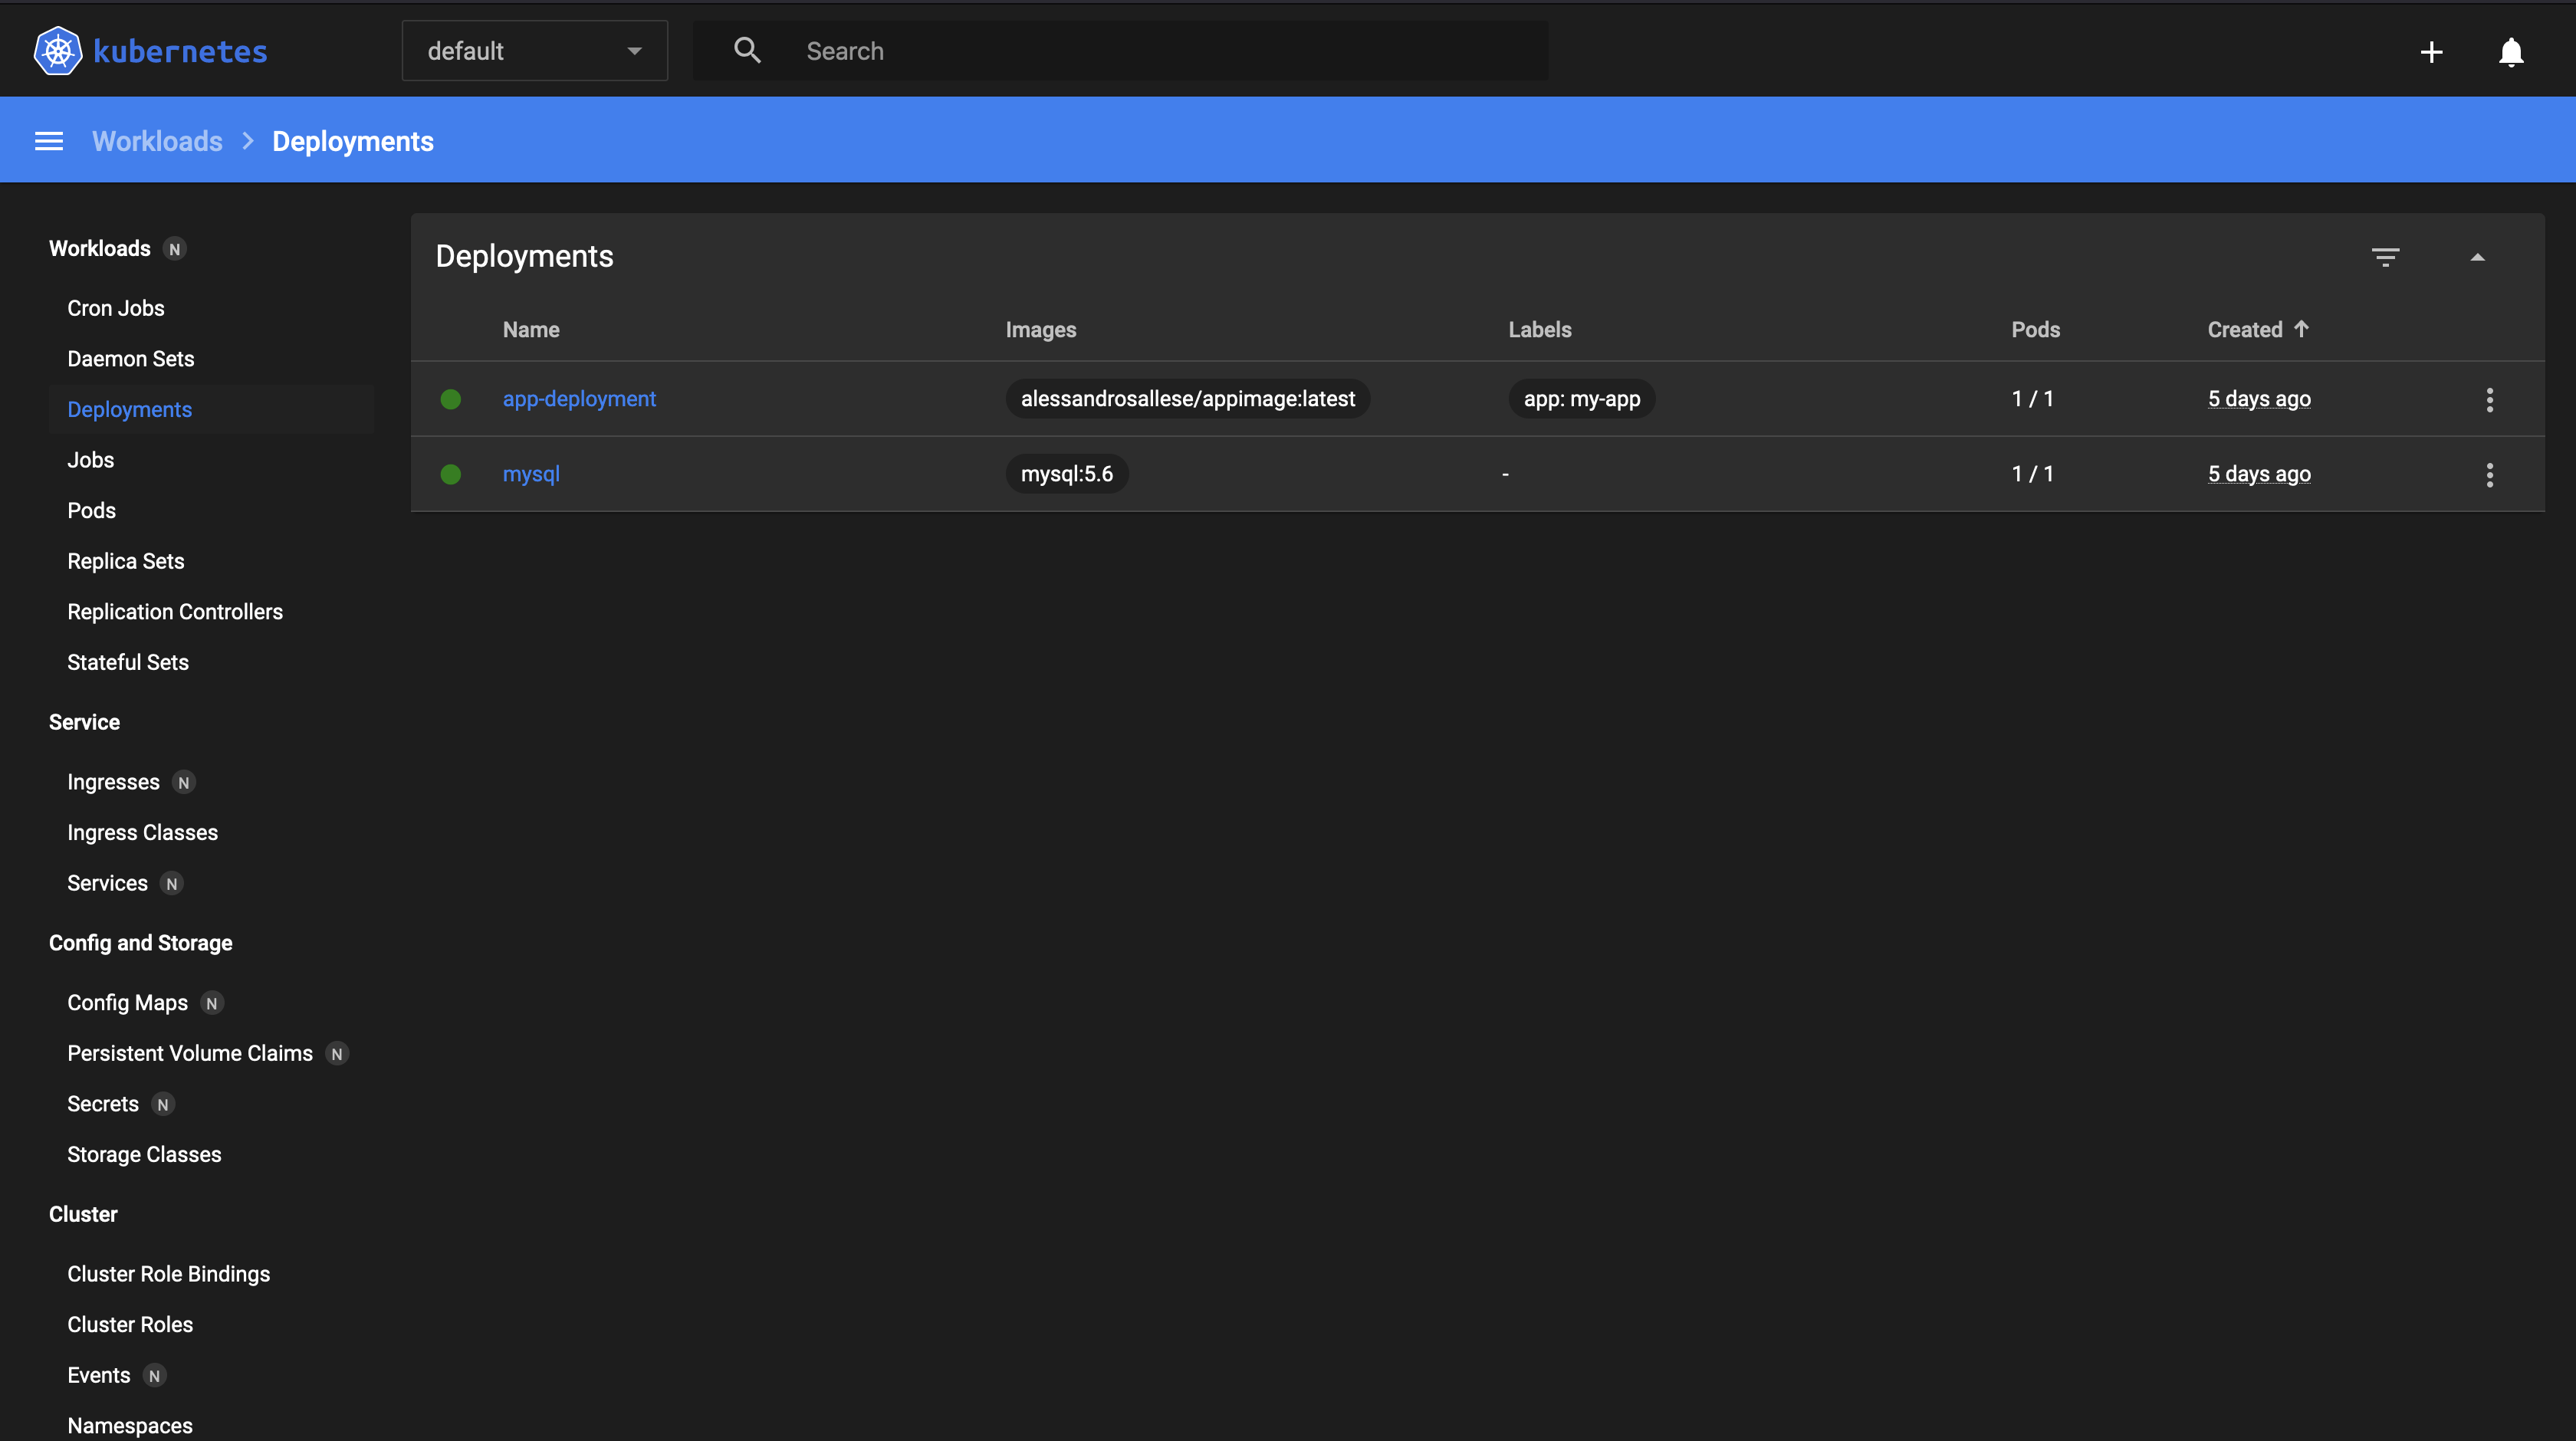 kubernetes
default
Search
Workloads > Deployments
Workloads N
Cron Jobs
Daemon Sets
Deployments
Jobs
Pods
Replica Sets
Replication Controllers
Stateful Sets
Service
Ingresses N
Ingress Classes
Services N
Config and Storage
Config Maps N
Persistent Volume Claims N
Secrets N
Storage Classes
Cluster
Cluster Role Bindings
Cluster Roles
Events N
Namespaces
Deployments
Name Images Labels Pods Created ↑
app-deployment alessandrosallese/appimage:latest app: my-app 1 / 1 5 days ago
mysql mysql:5.6 - 1 / 1 5 days ago